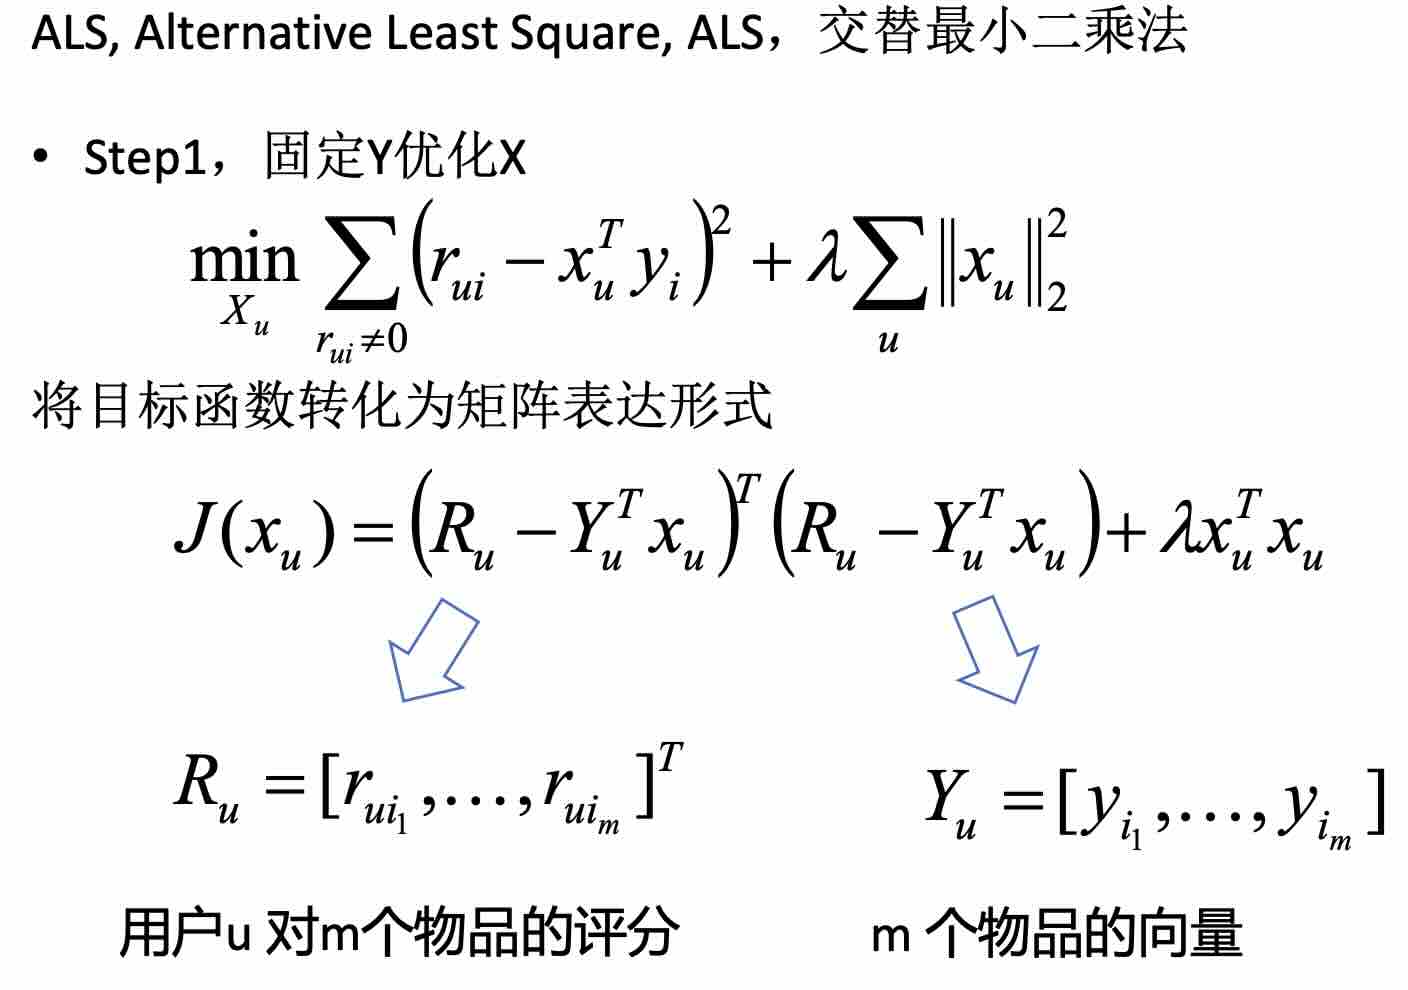 ALS, Alternative Least Square, ALS，交替最小二乘法
• Step1，固定Y优化X
$\min_{X_u} \sum_{r_{ui} \neq 0} \left( r_{ui} - x_u^T y_i \right)^2 + \lambda \sum_u \left\| x_u \right\|_2^2$
将目标函数转化为矩阵表达形式
$J(x_u) = \left( R_u - Y_u^T x_u \right)^T \left( R_u - Y_u^T x_u \right) + \lambda x_u^T x_u$
$R_u = [r_{ui_1}, \ldots, r_{ui_m}]^T$
$Y_u = [y_{i_1}, \ldots, y_{i_m}]$
用户u 对m个物品的评分
m 个物品的向量